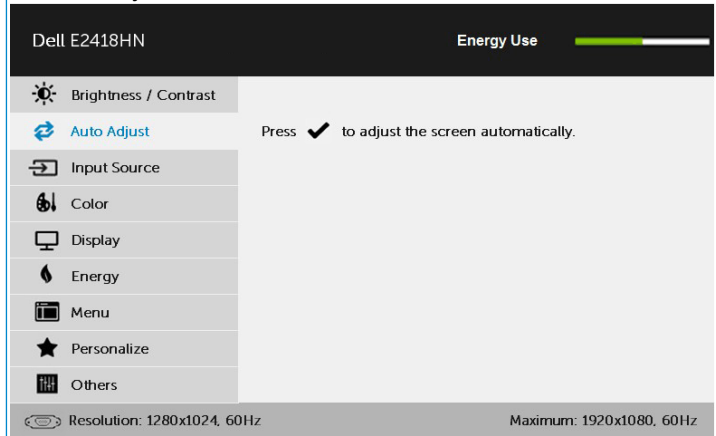 Dell E2418HN
Energy Use
Brightness / Contrast
Auto Adjust
Press ✔ to adjust the screen automatically.
Input Source
Color
Display
Energy
Menu
Personalize
Others
Resolution: 1280x1024, 60Hz
Maximum: 1920x1080, 60Hz